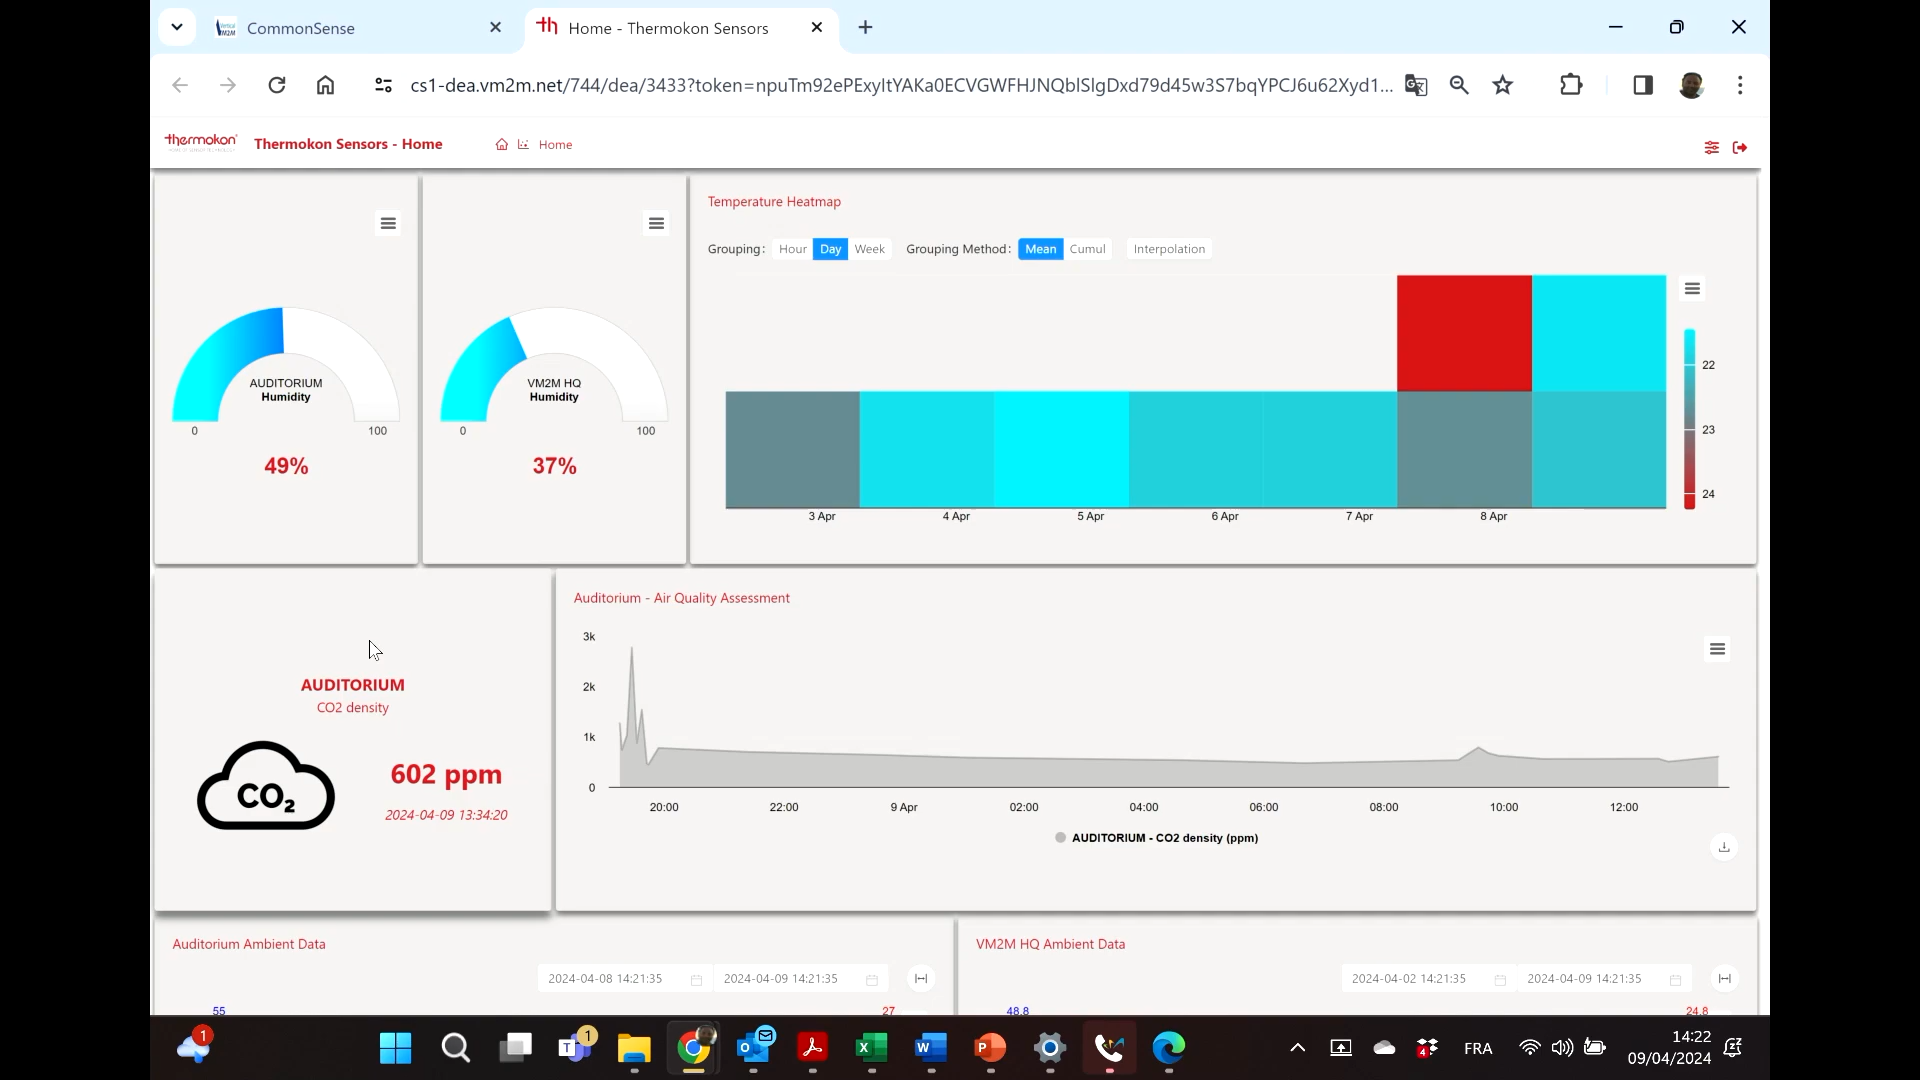 CommonSense
Home - Thermokon Sensors
cs1-dea.vm2m.net/744/dea/3433?token=npuTm92ePExyItYAKa0ECVGWFHJNQbISlgDxd79d45w3S7bqYPCJ6u62Xyd1...
thermokon
Thermokon Sensors - Home
Home
AUDITORIUM
Humidity
0
100
49%
VM2M HQ
Humidity
0
100
37%
Temperature Heatmap
Grouping: Hour Day Week Grouping Method: Mean Cumul Interpolation
22
23
24
3 Apr 4 Apr 5 Apr 6 Apr 7 Apr 8 Apr
AUDITORIUM
CO2 density
CO2
602 ppm
2024-04-09 13:34:20
Auditorium - Air Quality Assessment
3k
2k
1k
0
20:00 22:00 9 Apr 02:00 04:00 06:00 08:00 10:00 12:00
AUDITORIUM - CO2 density (ppm)
Auditorium Ambient Data
2024-04-08 14:21:35 2024-04-09 14:21:35
55 27
VM2M HQ Ambient Data
2024-04-02 14:21:35 2024-04-09 14:21:35
48.8 24.8
1
1
4
FRA
14:22
09/04/2024